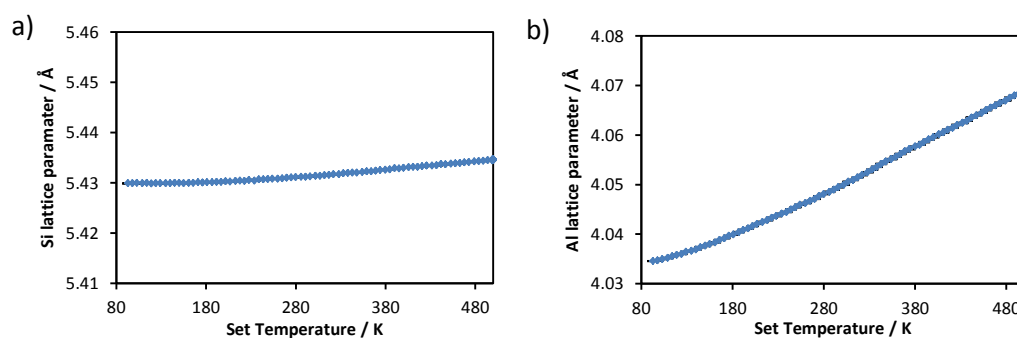 a)
5.46
5.45
5.44
5.43
5.42
5.41
Si lattice paramater / Å
80 180 280 380 480
Set Temperature / K
b)
4.08
4.07
4.06
4.05
4.04
4.03
Al lattice parameter / Å
80 180 280 380 480
Set Temperature / K